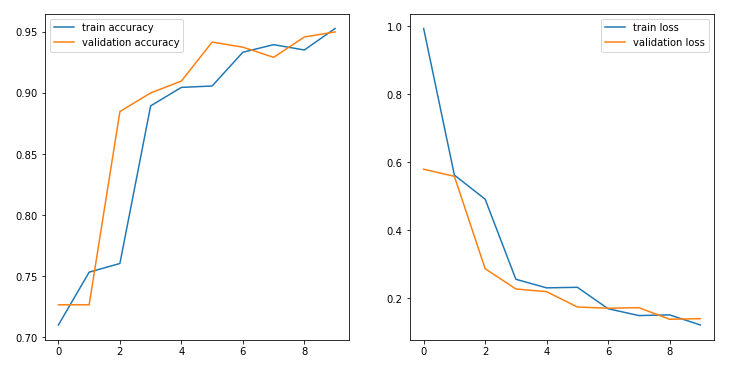 train accuracy
validation accuracy
0.95
0.90
0.85
0.80
0.75
0.70
0 2 4 6 8
train loss
validation loss
1.0
0.8
0.6
0.4
0.2
0 2 4 6 8